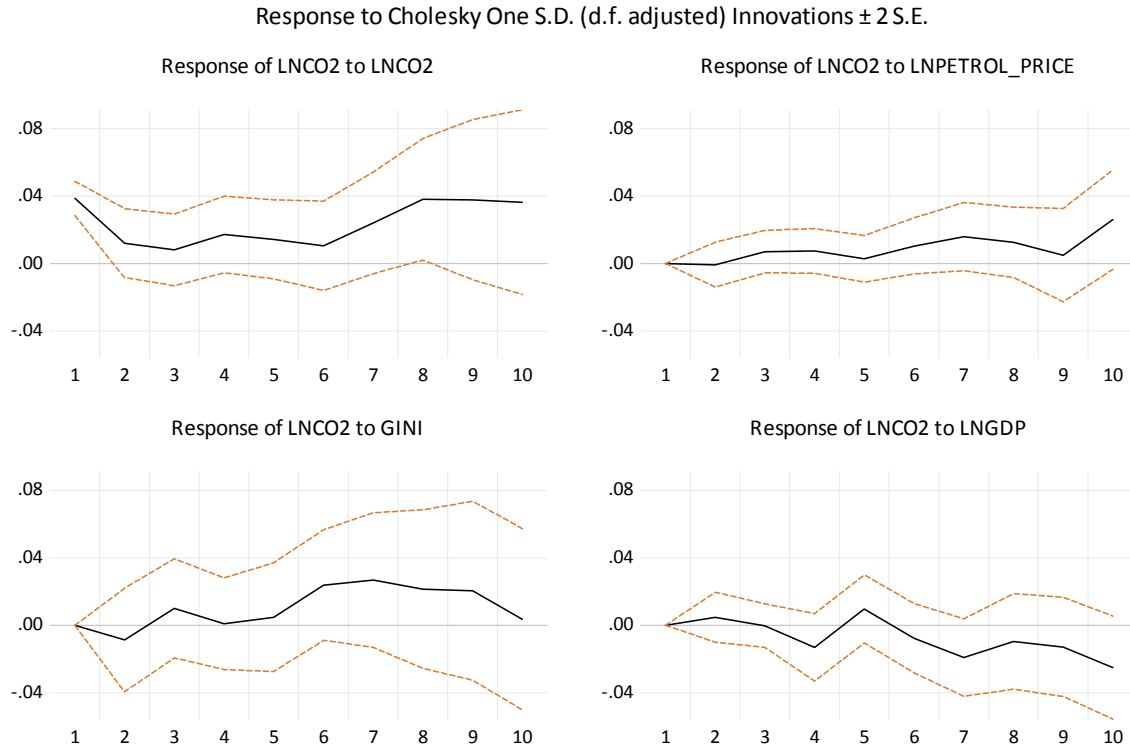 Response to Cholesky One S.D. (d.f. adjusted) Innovations ± 2 S.E.
Response of LNCO2 to LNCO2
.08
.04
.00
-.04
1 2 3 4 5 6 7 8 9 10
Response of LNCO2 to LNPETROL_PRICE
.08
.04
.00
-.04
1 2 3 4 5 6 7 8 9 10
Response of LNCO2 to GINI
.08
.04
.00
-.04
1 2 3 4 5 6 7 8 9 10
Response of LNCO2 to LNGDP
.08
.04
.00
-.04
1 2 3 4 5 6 7 8 9 10